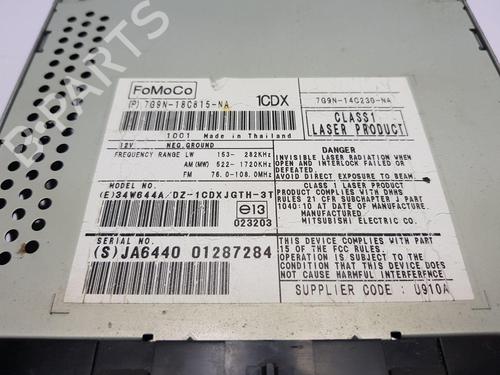 B-PARTS
FoMoCo
(P) 7G9N-18C815-NA 1CDX
7G9N-14C230-NA
1001 Made in Thailand
CLASS1
LASER PRODUCT
12V NEG.GROUND
FREQUENCY RANGE LW 153- 282KHz
AM(MW) 522- 1720KHz
FM 76.0-108.0MHz
DANGER
INVISIBLE LASER RADIATION WHEN
OPEN AND INTERLOCK FAILED OR
DEFEATED.
AVOID DIRECT EXPOSURE TO BEAM.
MODEL NO.
(E)34W644A/DZ-1CDXJGTH-3T
e13
023203
CLASS 1 LASER PRODUCT
PRODUCT COMPLIES WITH DHHS
RULES 21 CFR SUBCHAPTER J PART
1040:10 AT DATE OF MANUFACTURE.
MANUFACTURED:
MITSUBISHI ELECTRIC CO.
SERIAL NO.
(S)JA6440 01287284
THIS DEVICE COMPLIES WITH PART
15 OF THE FCC RULES.
OPERATION IS SUBJECT TO THE
CONDITION THAT THIS DEVICE DOES
NOT CAUSE HARMFUL INTERFERENCE
SUPPLIER CODE : U910A